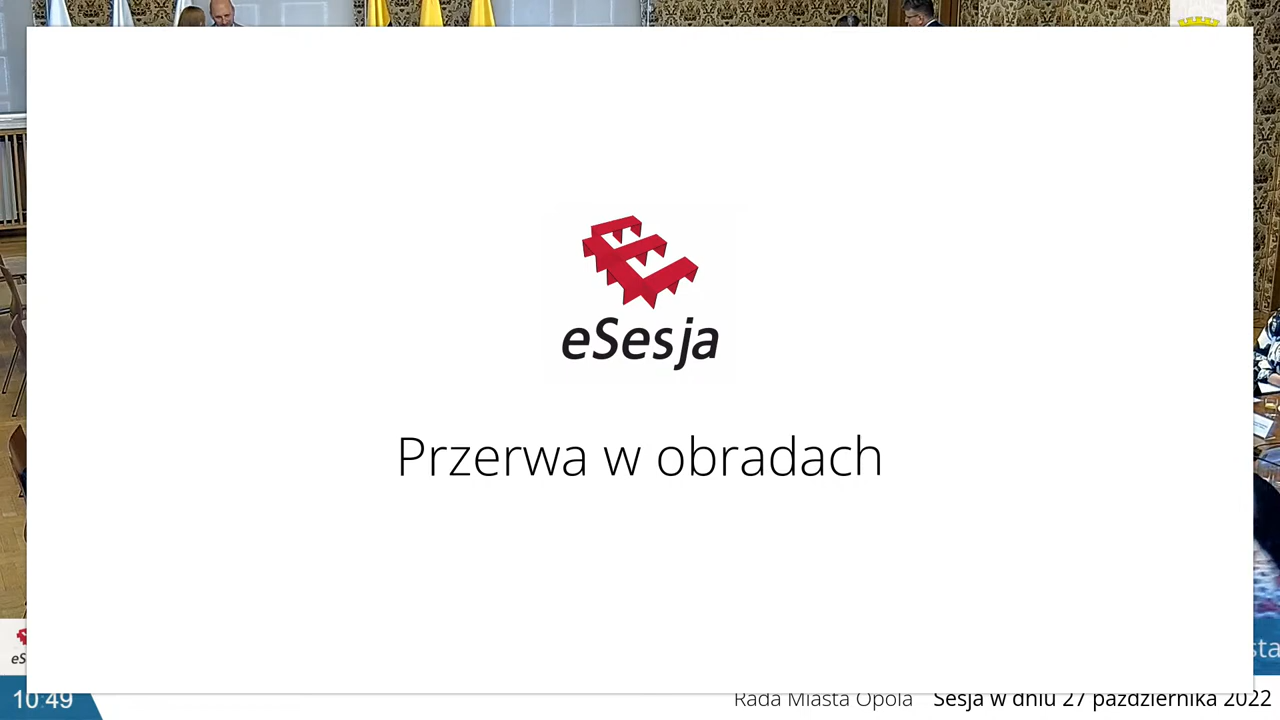 eSesja
Przerwa w obradach
10:49
Rada Miasta Opola
Sesja w dniu 27 października 2022